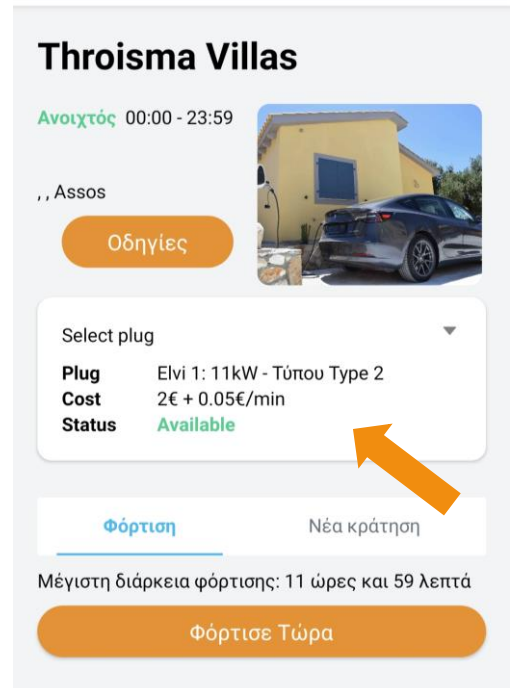 Throisma Villas
Ανοιχτός 00:00 - 23:59
, , Assos
Οδηγίες
Select plug
Plug Elvi 1: 11kW - Τύπου Type 2
Cost 2€ + 0.05€/min
Status Available
Φόρτιση Νέα κράτηση
Μέγιστη διάρκεια φόρτισης: 11 ώρες και 59 λεπτά
Φόρτισε Τώρα